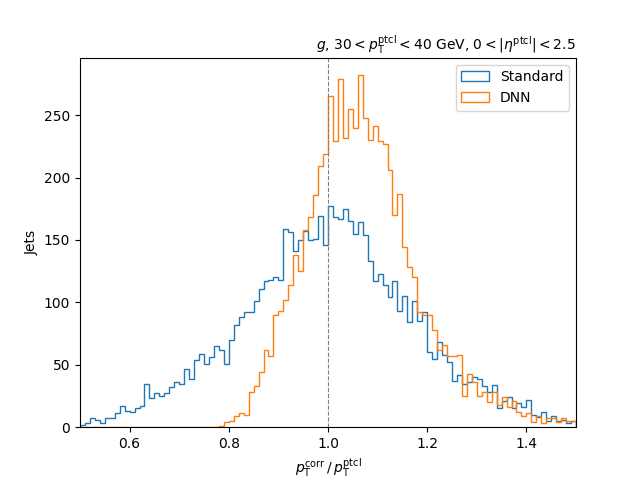 g, 30 < p_T^ptcl < 40 GeV, 0 < |η^ptcl| < 2.5
Standard
DNN
Jets
250
200
150
100
50
0
0.6 0.8 1.0 1.2 1.4
p_T^corr / p_T^ptcl